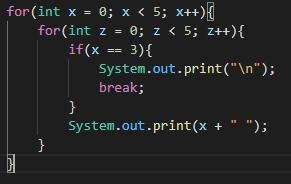 for(int x = 0; x < 5; x++){
    for(int z = 0; z < 5; z++){
        if(x == 3){
            System.out.print("\n");
            break;
        }
        System.out.print(x + " ");
    }
}